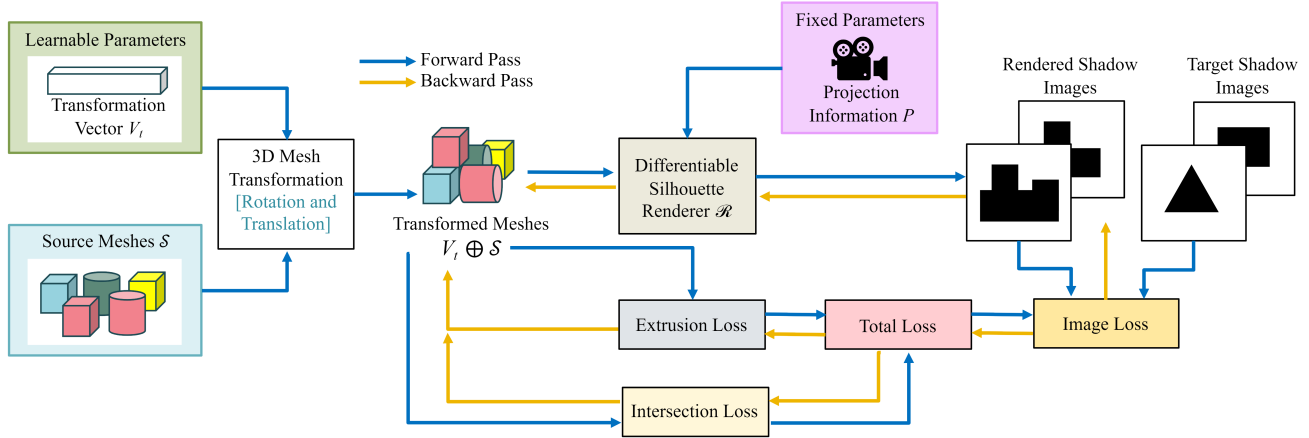 Learnable Parameters
Transformation
Vector Vₜ
Source Meshes 𝒮
3D Mesh
Transformation
[Rotation and
Translation]
Forward Pass
Backward Pass
Transformed Meshes
Vₜ ⊕ 𝒮
Fixed Parameters
Projection
Information P
Differentiable
Silhouette
Renderer ℛ
Rendered Shadow
Images
Target Shadow
Images
Extrusion Loss
Total Loss
Image Loss
Intersection Loss